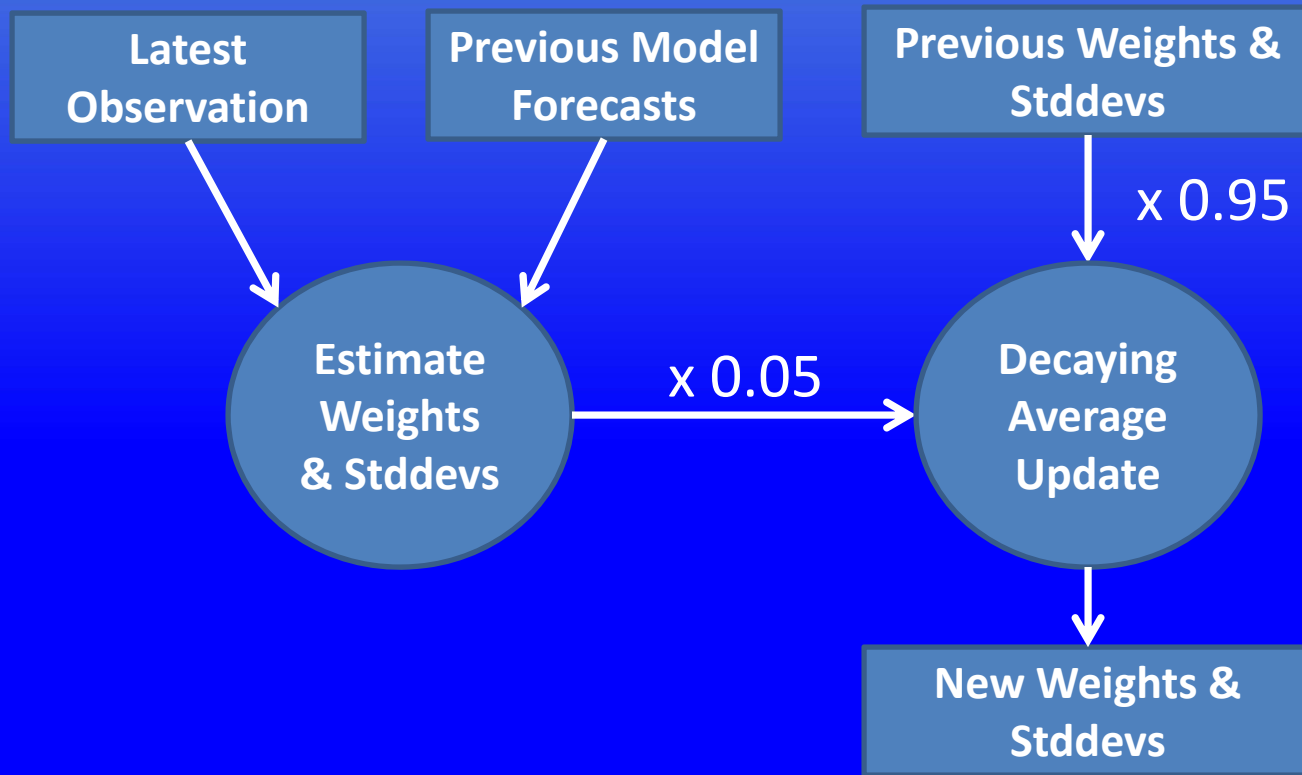 Latest
Observation
Previous Model
Forecasts
Previous Weights &
Stddevs
x 0.95
Estimate
Weights
& Stddevs
x 0.05
Decaying
Average
Update
New Weights &
Stddevs